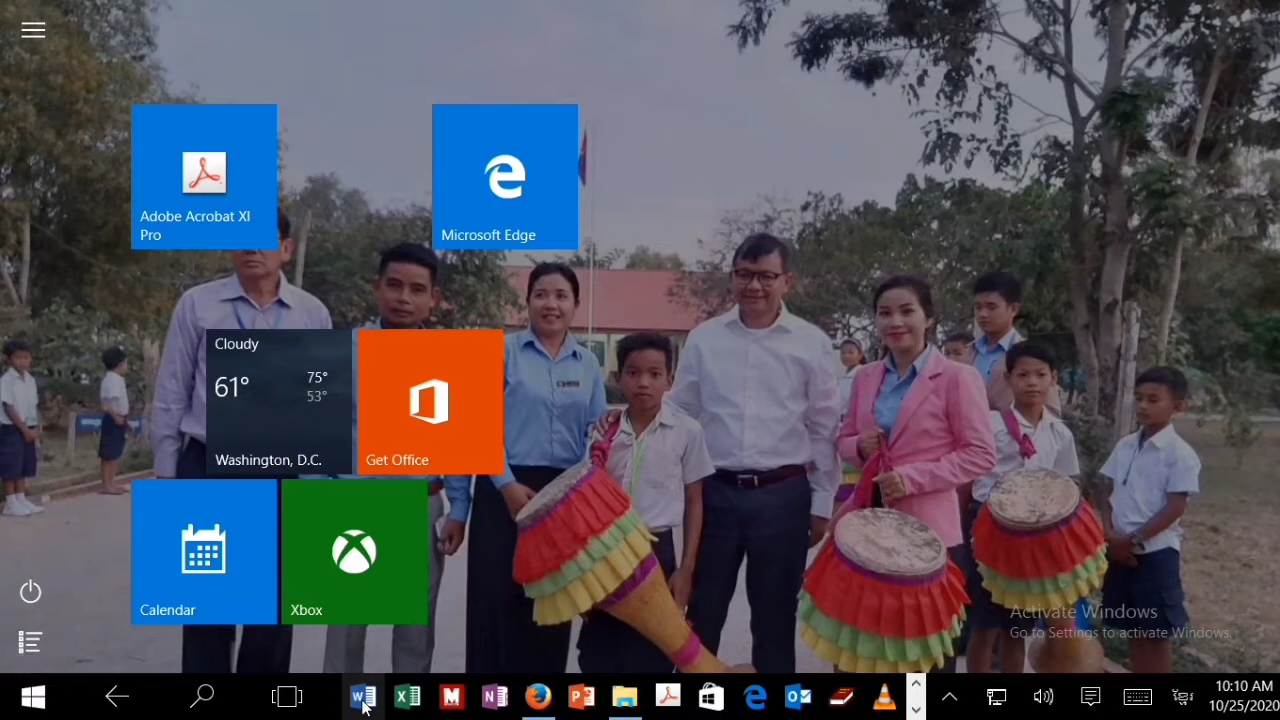 Adobe Acrobat XI
Pro
Microsoft Edge
Cloudy
61°
75°
53°
Washington, D.C.
Get Office
Calendar
Xbox
Activate Windows
Go to Settings to activate Windows.
10:10 AM
10/25/2020